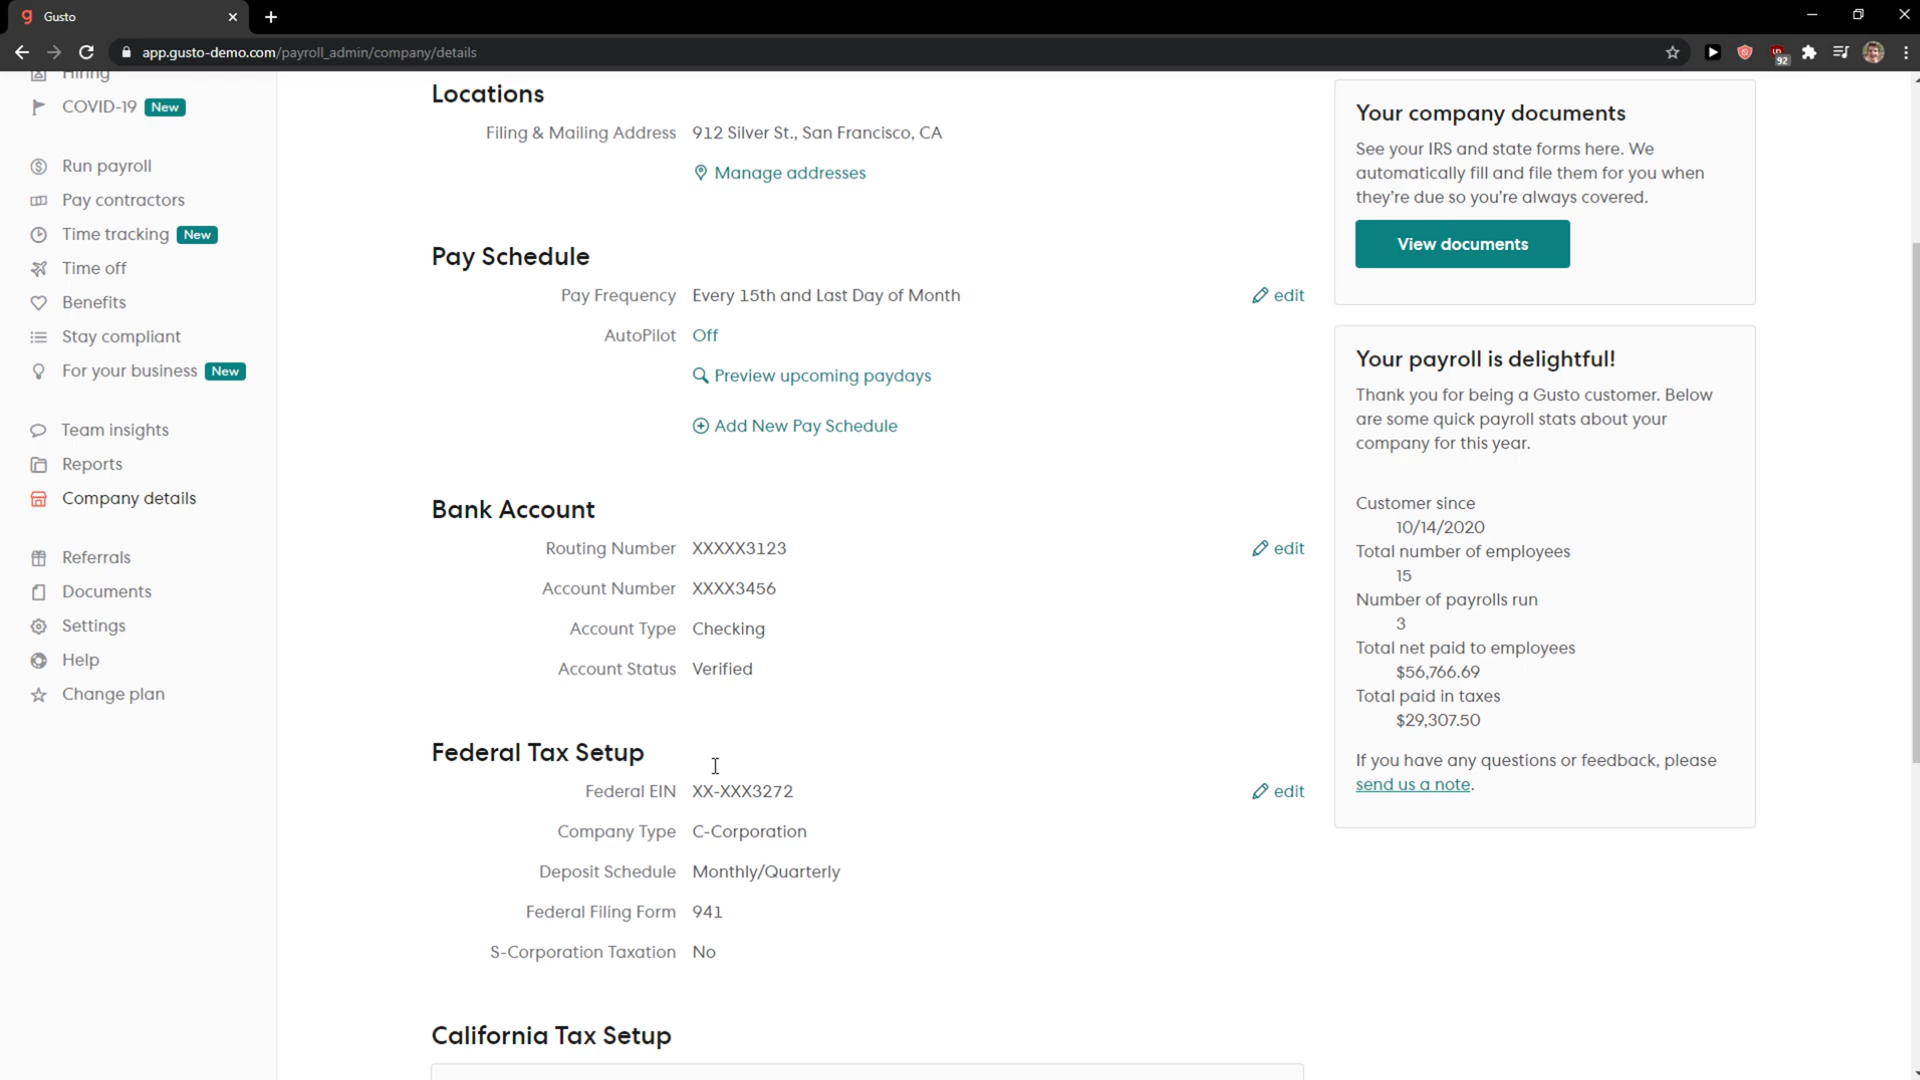 Gusto
app.gusto-demo.com/payroll_admin/company/details
92
Hiring
COVID-19 New
Run payroll
Pay contractors
Time tracking New
Time off
Benefits
Stay compliant
For your business New
Team insights
Reports
Company details
Referrals
Documents
Settings
Help
Change plan
Locations
Filing & Mailing Address 912 Silver St., San Francisco, CA
Manage addresses
Pay Schedule
Pay Frequency Every 15th and Last Day of Month edit
AutoPilot Off
Preview upcoming paydays
Add New Pay Schedule
Bank Account
Routing Number XXXXX3123 edit
Account Number XXXX3456
Account Type Checking
Account Status Verified
Federal Tax Setup
Federal EIN XX-XXX3272 edit
Company Type C-Corporation
Deposit Schedule Monthly/Quarterly
Federal Filing Form 941
S-Corporation Taxation No
California Tax Setup
Your company documents
See your IRS and state forms here. We
automatically fill and file them for you when
they're due so you're always covered.
View documents
Your payroll is delightful!
Thank you for being a Gusto customer. Below
are some quick payroll stats about your
company for this year.
Customer since
10/14/2020
Total number of employees
15
Number of payrolls run
3
Total net paid to employees
$56,766.69
Total paid in taxes
$29,307.50
If you have any questions or feedback, please
send us a note.